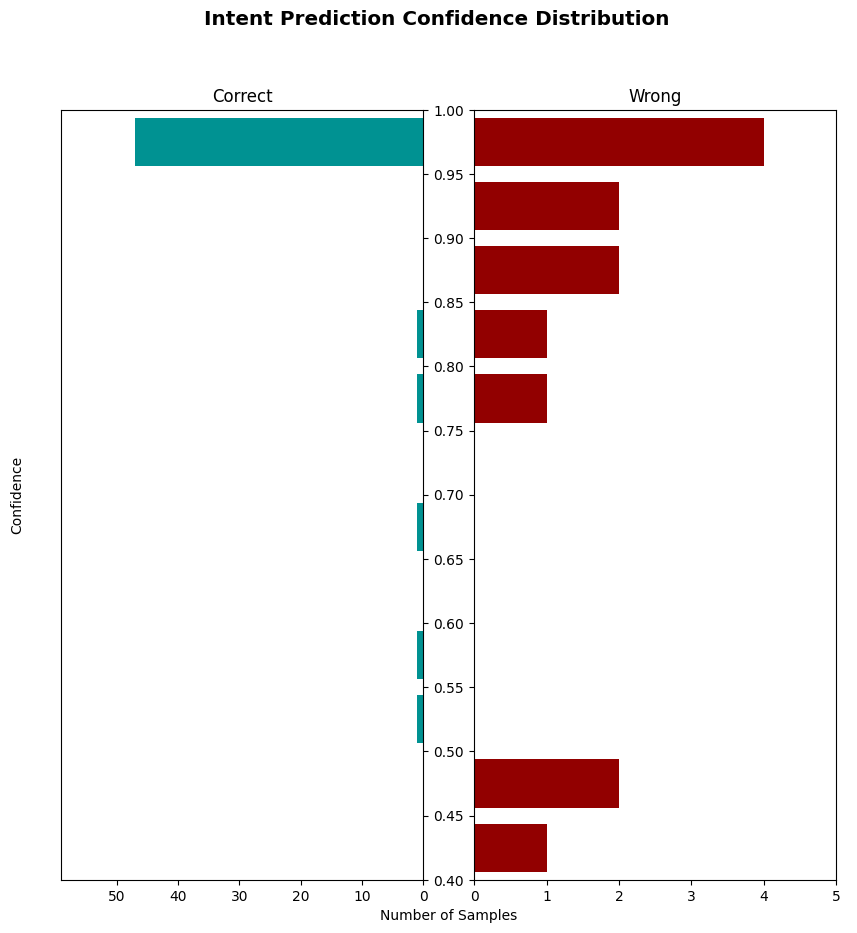 Intent Prediction Confidence Distribution
Correct
Wrong
1.00
0.95
0.90
0.85
0.80
0.75
0.70
0.65
0.60
0.55
0.50
0.45
0.40
Confidence
50 40 30 20 10 0
0 1 2 3 4 5
Number of Samples